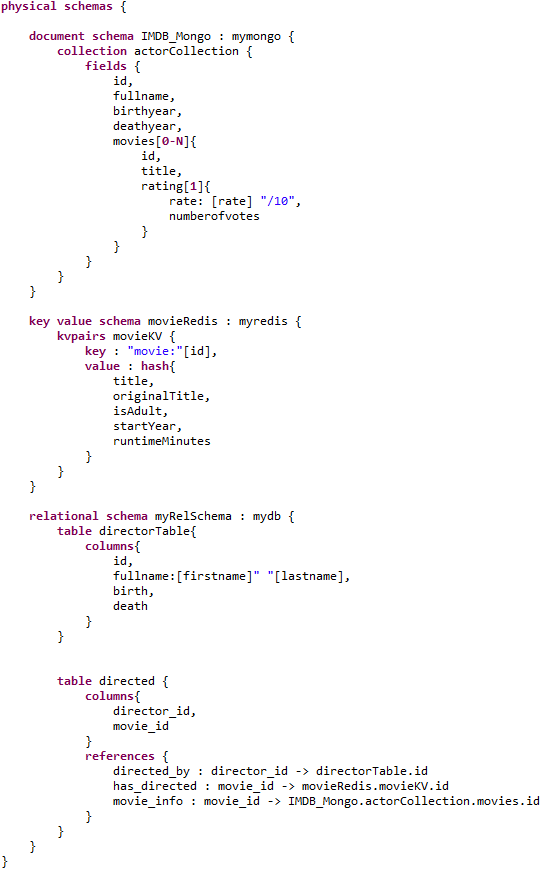 physical schemas {
    document schema IMDB_Mongo : mymongo {
        collection actorCollection {
            fields {
                id,
                fullname,
                birthyear,
                deathyear,
                movies[0-N]{
                    id,
                    title,
                    rating[1]{
                        rate: [rate] "/10",
                        numberofvotes
                    }
                }
            }
        }
    }
    key value schema movieRedis : myredis {
        kvpairs movieKV {
            key : "movie:"[id],
            value : hash{
                title,
                originalTitle,
                isAdult,
                startYear,
                runtimeMinutes
            }
        }
    }
    relational schema myRelSchema : mydb {
        table directorTable{
            columns{
                id,
                fullname:[firstname]" "[lastname],
                birth,
                death
            }
        }
        table directed {
            columns{
                director_id,
                movie_id
            }
            references {
                directed_by : director_id -> directorTable.id
                has_directed : movie_id -> movieRedis.movieKV.id
                movie_info : movie_id -> IMDB_Mongo.actorCollection.movies.id
            }
        }
    }
}